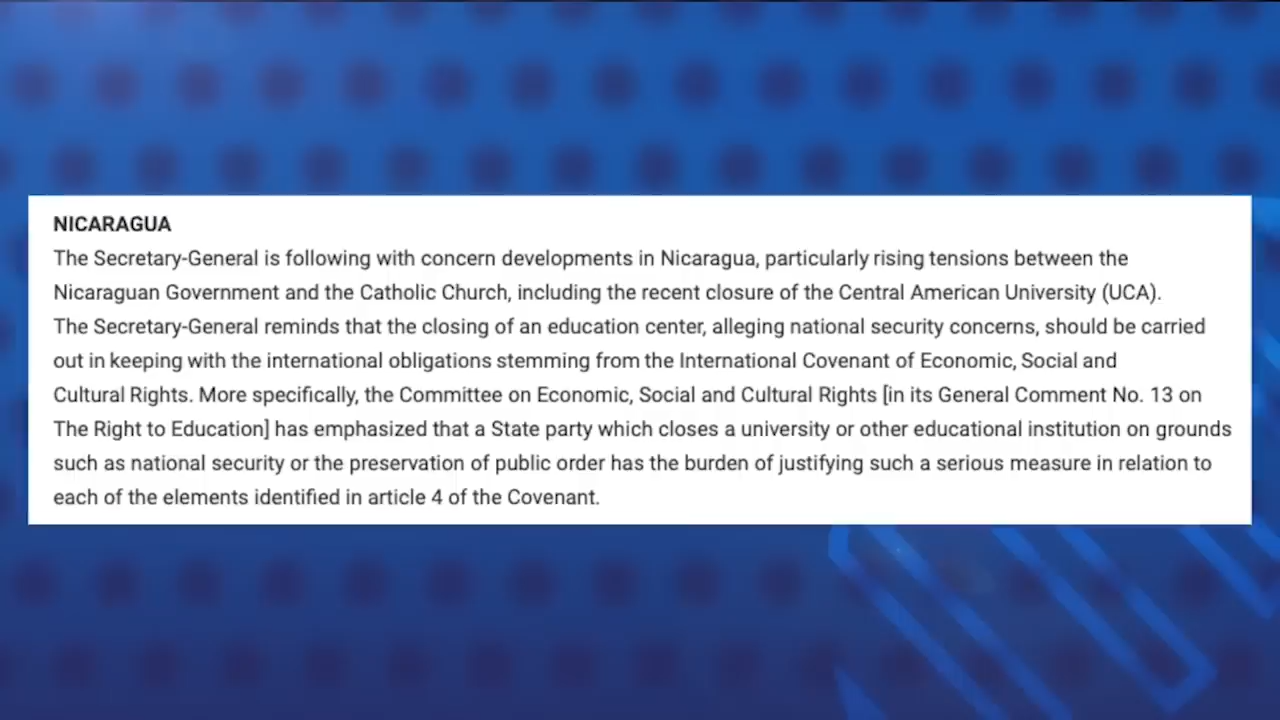 NICARAGUA
The Secretary-General is following with concern developments in Nicaragua, particularly rising tensions between the
Nicaraguan Government and the Catholic Church, including the recent closure of the Central American University (UCA).
The Secretary-General reminds that the closing of an education center, alleging national security concerns, should be carried
out in keeping with the international obligations stemming from the International Covenant of Economic, Social and
Cultural Rights. More specifically, the Committee on Economic, Social and Cultural Rights [in its General Comment No. 13 on
The Right to Education] has emphasized that a State party which closes a university or other educational institution on grounds
such as national security or the preservation of public order has the burden of justifying such a serious measure in relation to
each of the elements identified in article 4 of the Covenant.